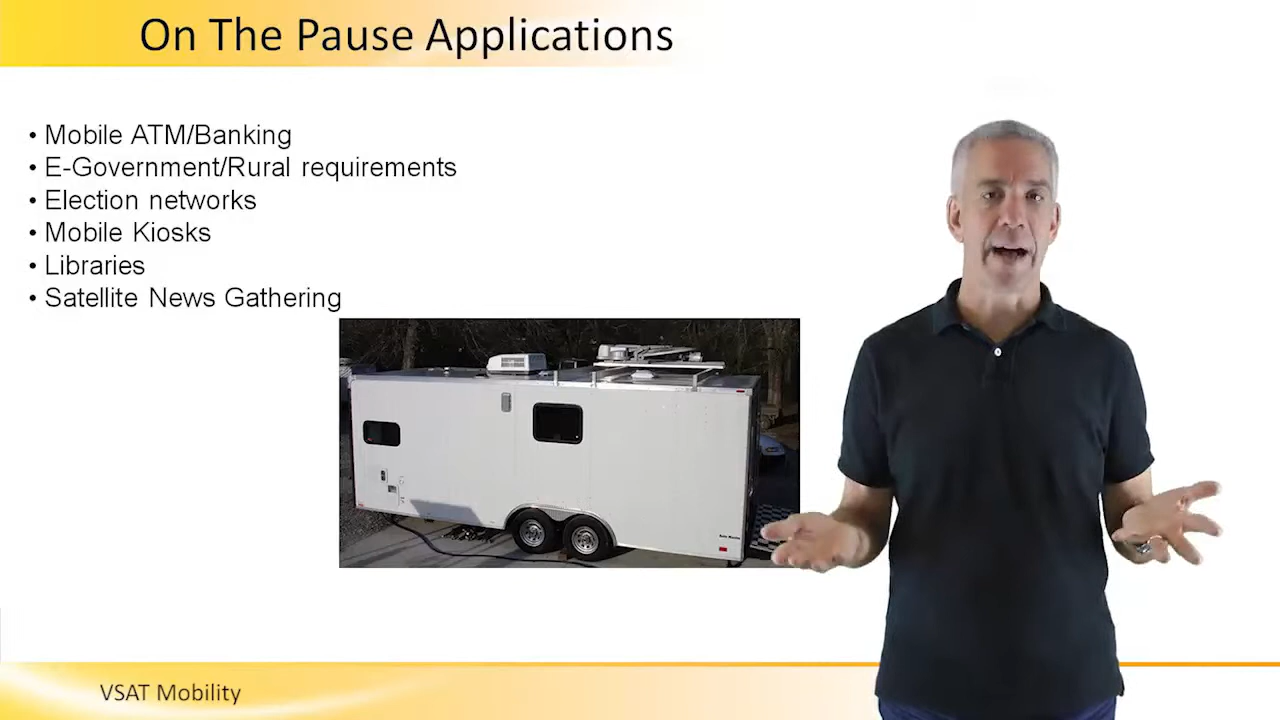 On The Pause Applications
• Mobile ATM/Banking
• E-Government/Rural requirements
• Election networks
• Mobile Kiosks
• Libraries
• Satellite News Gathering
VSAT Mobility